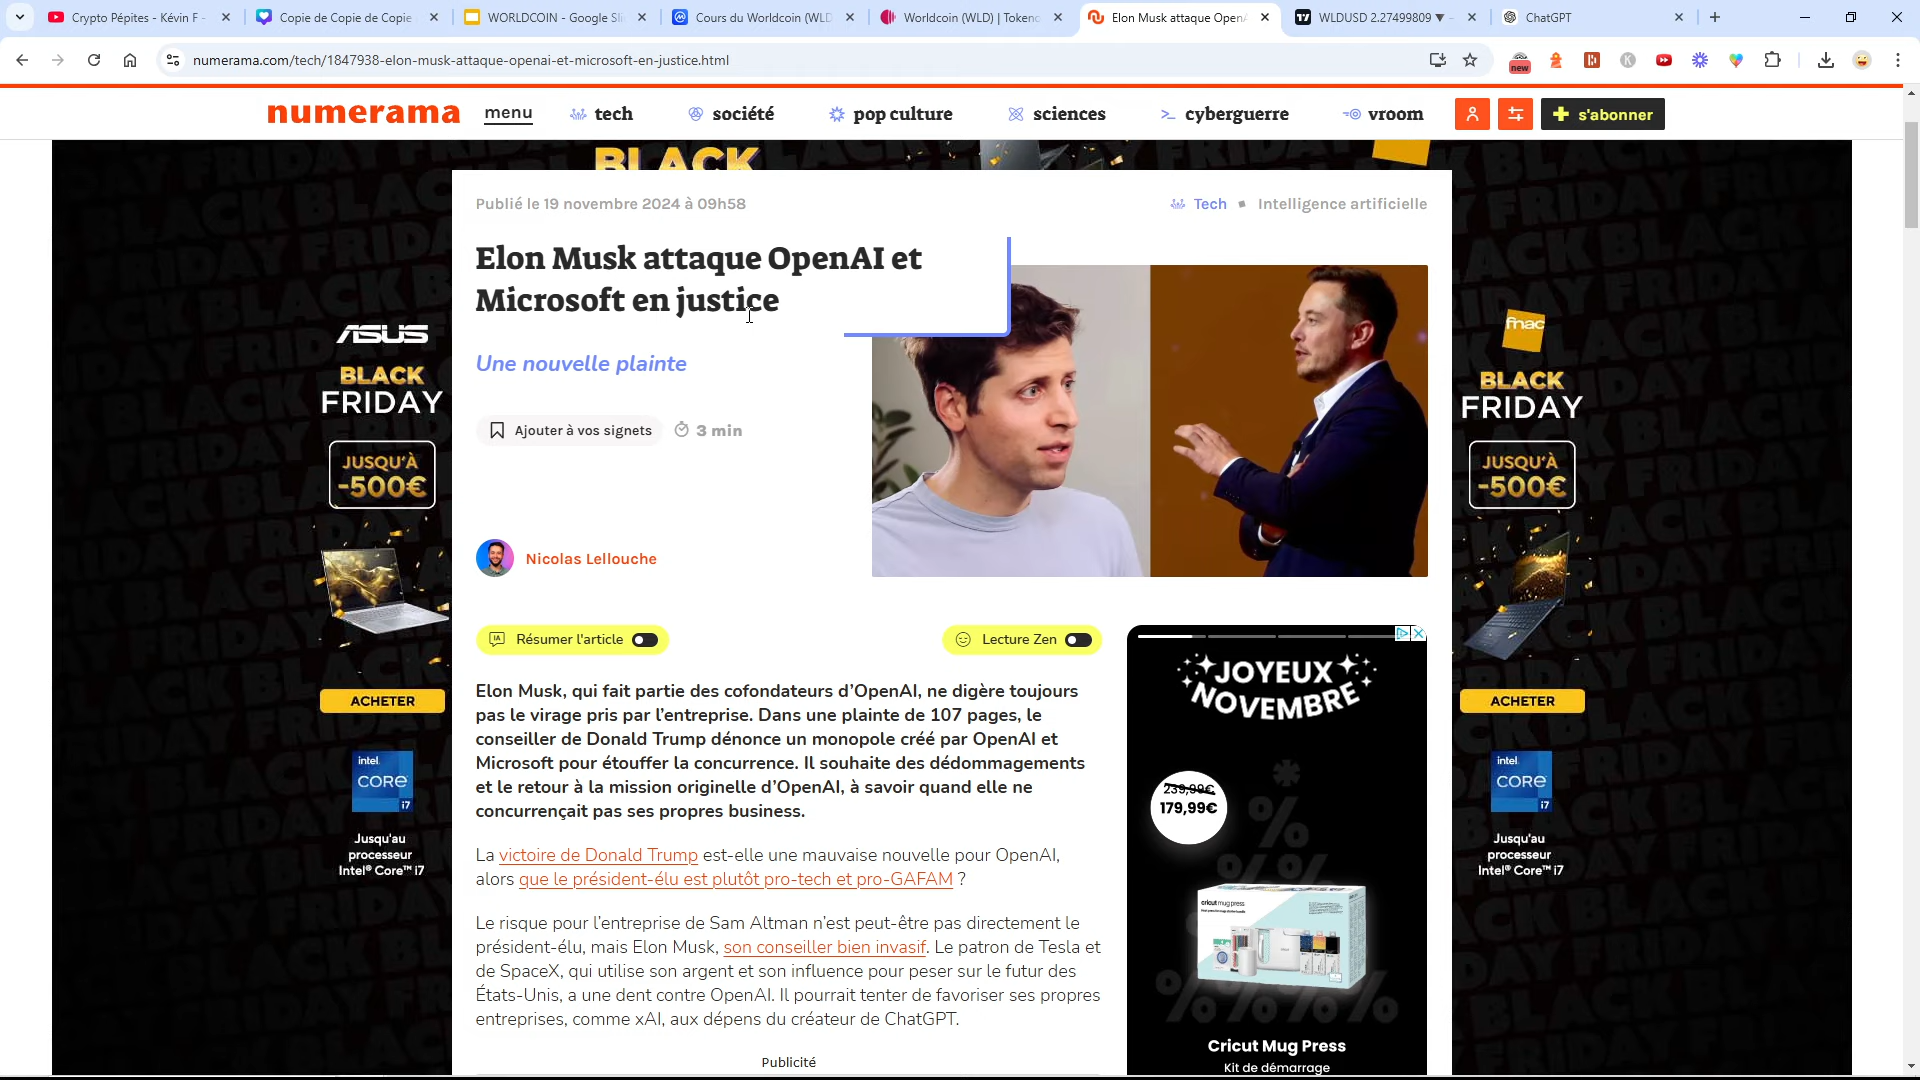 Crypto Pépites - Kévin F -
Copie de Copie de Copie
WORLDCOIN - Google Sli
Cours du Worldcoin (WLD
Worldcoin (WLD) | Tokeno
Elon Musk attaque OpenA
WLDUSD 2.27499809 ▼
ChatGPT
numerama.com/tech/1847938-elon-musk-attaque-openai-et-microsoft-en-justice.html
new
numerama
menu
tech
société
pop culture
sciences
cyberguerre
vroom
s'abonner
BLACK
Publié le 19 novembre 2024 à 09h58
Tech
Intelligence artificielle
Elon Musk attaque OpenAI et
Microsoft en justice
Une nouvelle plainte
Ajouter à vos signets
3 min
Nicolas Lellouche
ASUS
BLACK
FRIDAY
JUSQU'À
-500€
ACHETER
intel
CORE
i7
Jusqu'au
processeur
Intel® Core™ i7
fnac
BLACK
FRIDAY
JUSQU'À
-500€
ACHETER
intel
CORE
i7
Jusqu'au
processeur
Intel® Core™ i7
IA
Résumer l'article
Lecture Zen
Elon Musk, qui fait partie des cofondateurs d’OpenAI, ne digère toujours
pas le virage pris par l’entreprise. Dans une plainte de 107 pages, le
conseiller de Donald Trump dénonce un monopole créé par OpenAI et
Microsoft pour étouffer la concurrence. Il souhaite des dédommagements
et le retour à la mission originelle d’OpenAI, à savoir quand elle ne
concurrençait pas ses propres business.
La victoire de Donald Trump est-elle une mauvaise nouvelle pour OpenAI,
alors que le président-élu est plutôt pro-tech et pro-GAFAM ?
Le risque pour l’entreprise de Sam Altman n’est peut-être pas directement le
président-élu, mais Elon Musk, son conseiller bien invasif. Le patron de Tesla et
de SpaceX, qui utilise son argent et son influence pour peser sur le futur des
États-Unis, a une dent contre OpenAI. Il pourrait tenter de favoriser ses propres
entreprises, comme xAI, aux dépens du créateur de ChatGPT.
Publicité
JOYEUX
NOVEMBRE
239,99€
179,99€
cricut mug press
Cricut Mug Press
Kit de démarrage